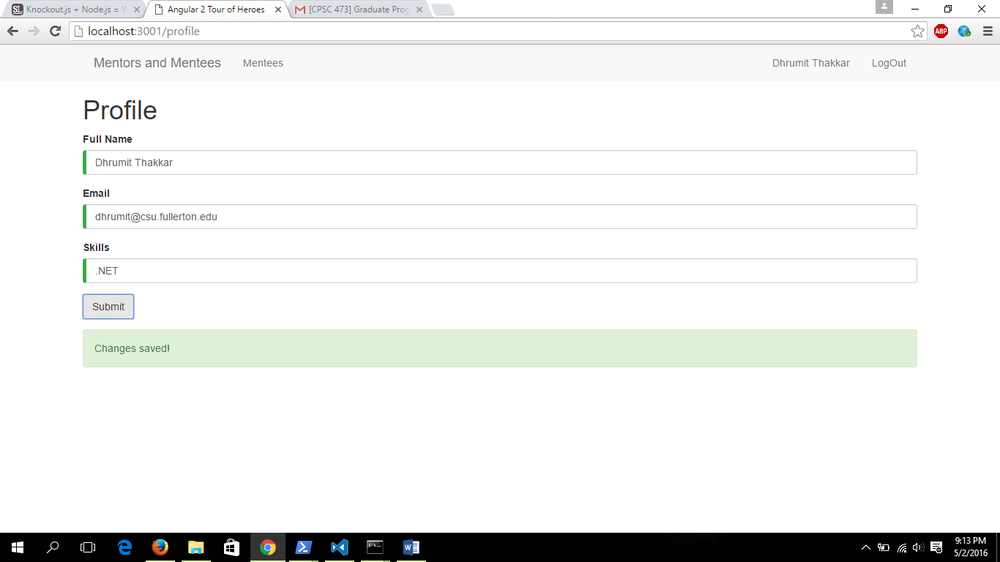 Knockout.js + Node.js = W
Angular 2 Tour of Heroes
[CPSC 473] Graduate Prog
localhost:3001/profile
ABP
Mentors and Mentees
Mentees
Dhrumit Thakkar
LogOut
Profile
Full Name
Dhrumit Thakkar
Email
dhrumit@csu.fullerton.edu
Skills
.NET
Submit
Changes saved!
9:13 PM
5/2/2016